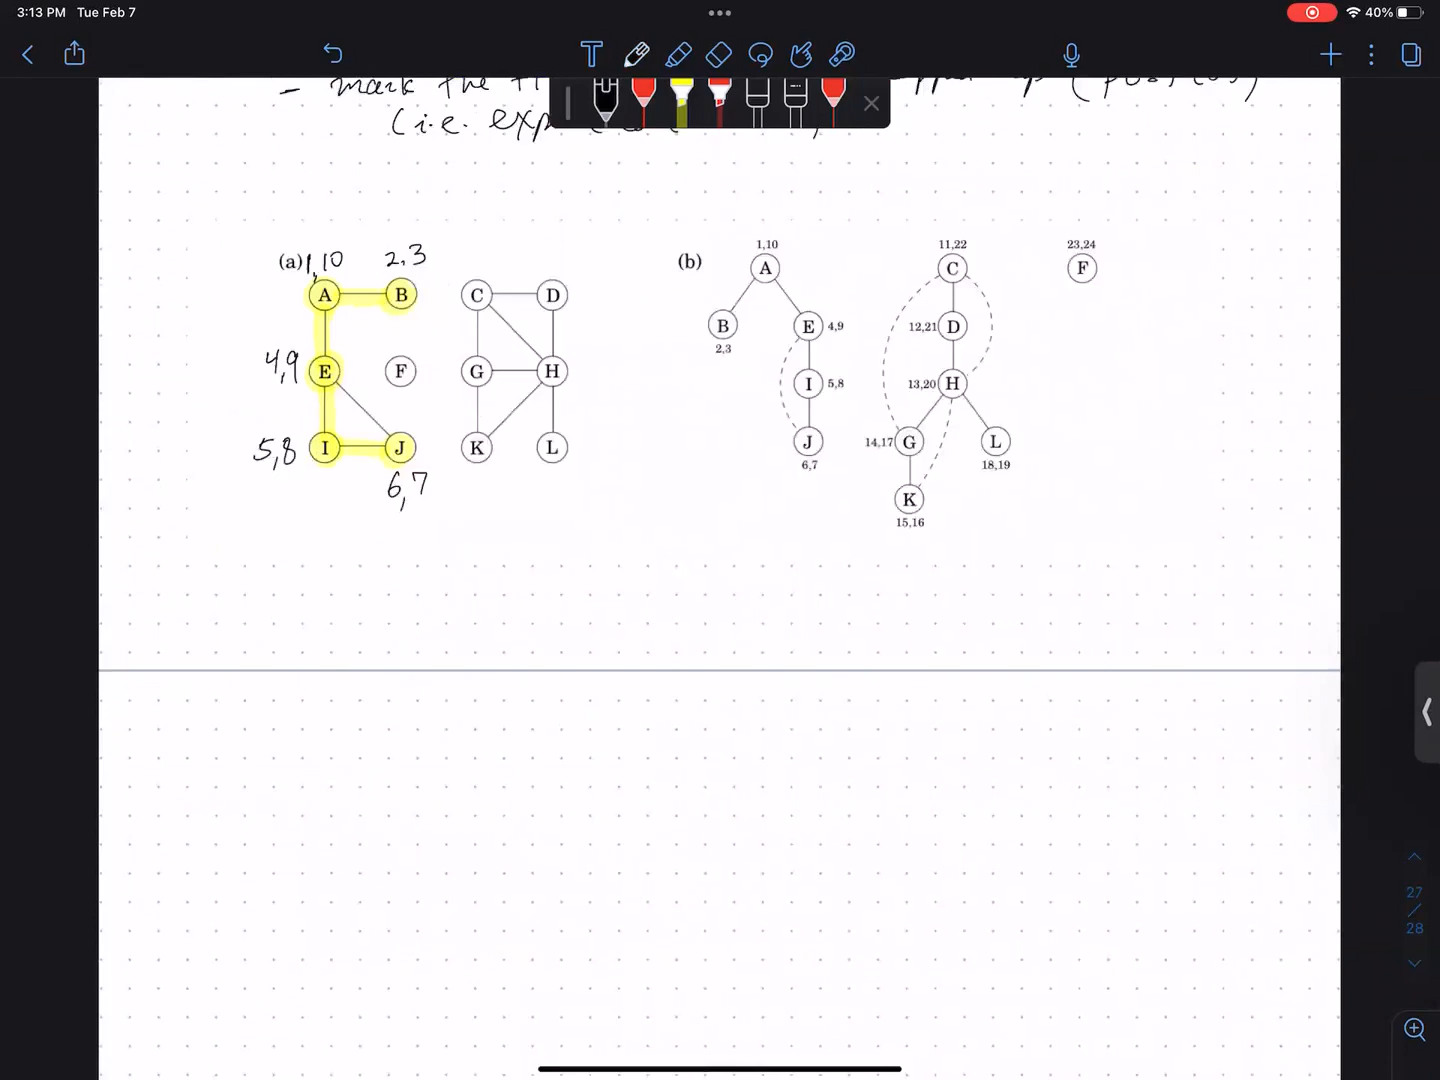 3:13 PM Tue Feb 7
40%
T
- mark the
(i.e.
(a) 1,10 2,3
A B C D
4,9 E F G H
5,8 I J K L
6,7
(b)
1,10 11,22 23,24
A C F
B E 4,9 12,21 D
2,3
I 5,8 13,20 H
J 14,17 G L
6,7 18,19
K
15,16
27
/
28